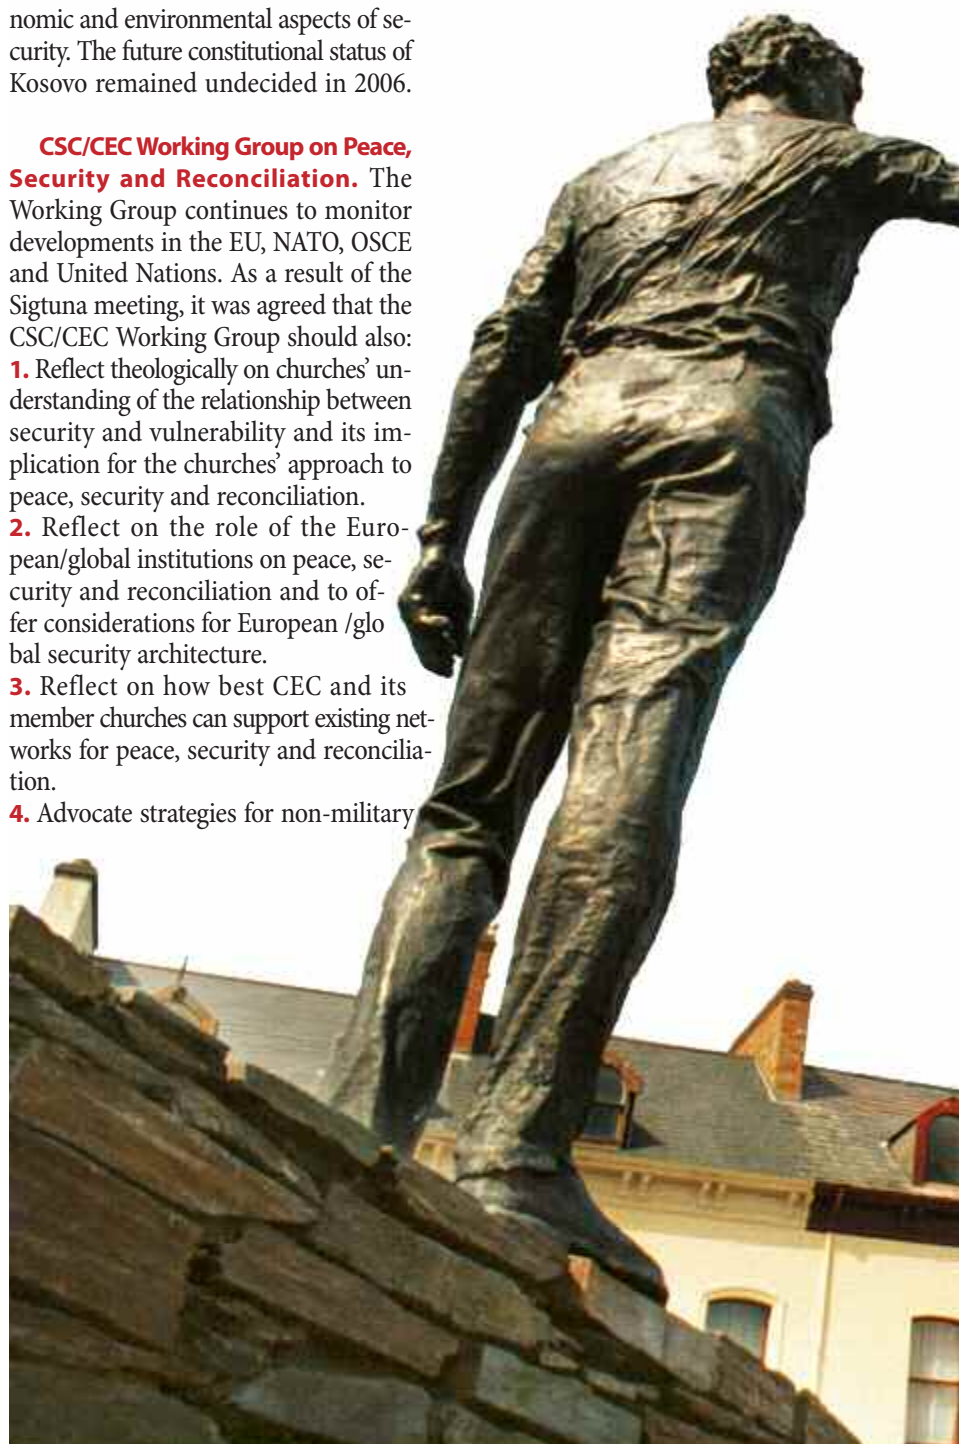 nomic and environmental aspects of se-
curity. The future constitutional status of
Kosovo remained undecided in 2006.
CSC/CEC Working Group on Peace,
Security and Reconciliation. The
Working Group continues to monitor
developments in the EU, NATO, OSCE
and United Nations. As a result of the
Sigtuna meeting, it was agreed that the
CSC/CEC Working Group should also:
1. Reflect theologically on churches’ un-
derstanding of the relationship between
security and vulnerability and its im-
plication for the churches’ approach to
peace, security and reconciliation.
2. Reflect on the role of the Euro-
pean/global institutions on peace, se-
curity and reconciliation and to of-
fer considerations for European /glo
bal security architecture.
3. Reflect on how best CEC and its
member churches can support existing net-
works for peace, security and reconcilia-
tion.
4. Advocate strategies for non-military